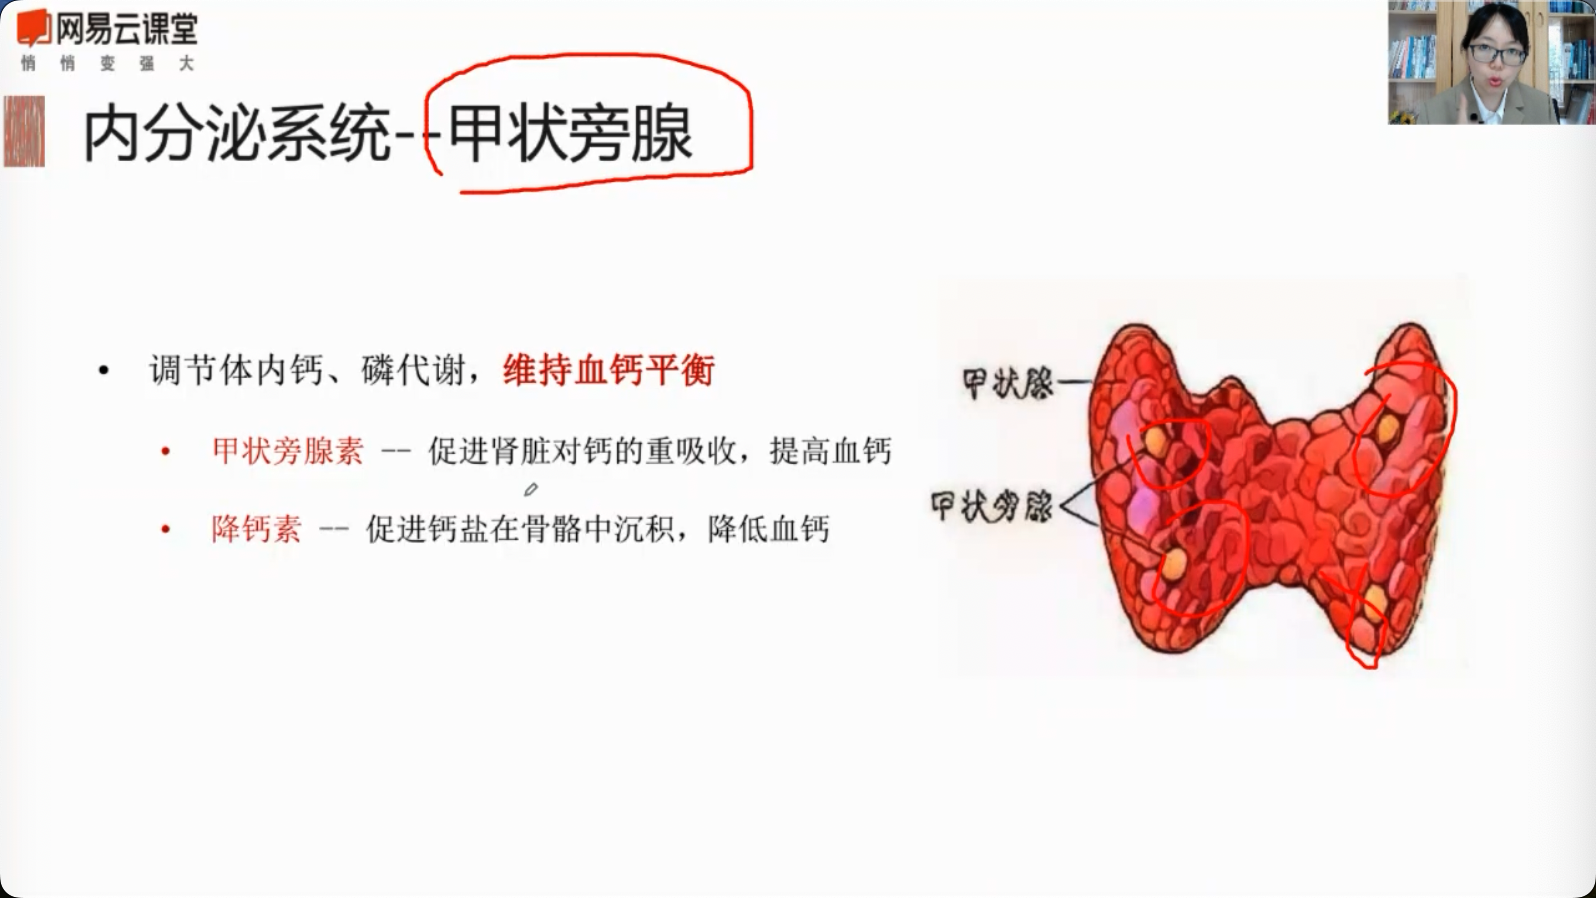 网易云课堂
悄悄变强大
内分泌系统--甲状旁腺
• 调节体内钙、磷代谢，维持血钙平衡
• 甲状旁腺素 -- 促进肾脏对钙的重吸收，提高血钙
• 降钙素 -- 促进钙盐在骨骼中沉积，降低血钙
甲状腺
甲状旁腺